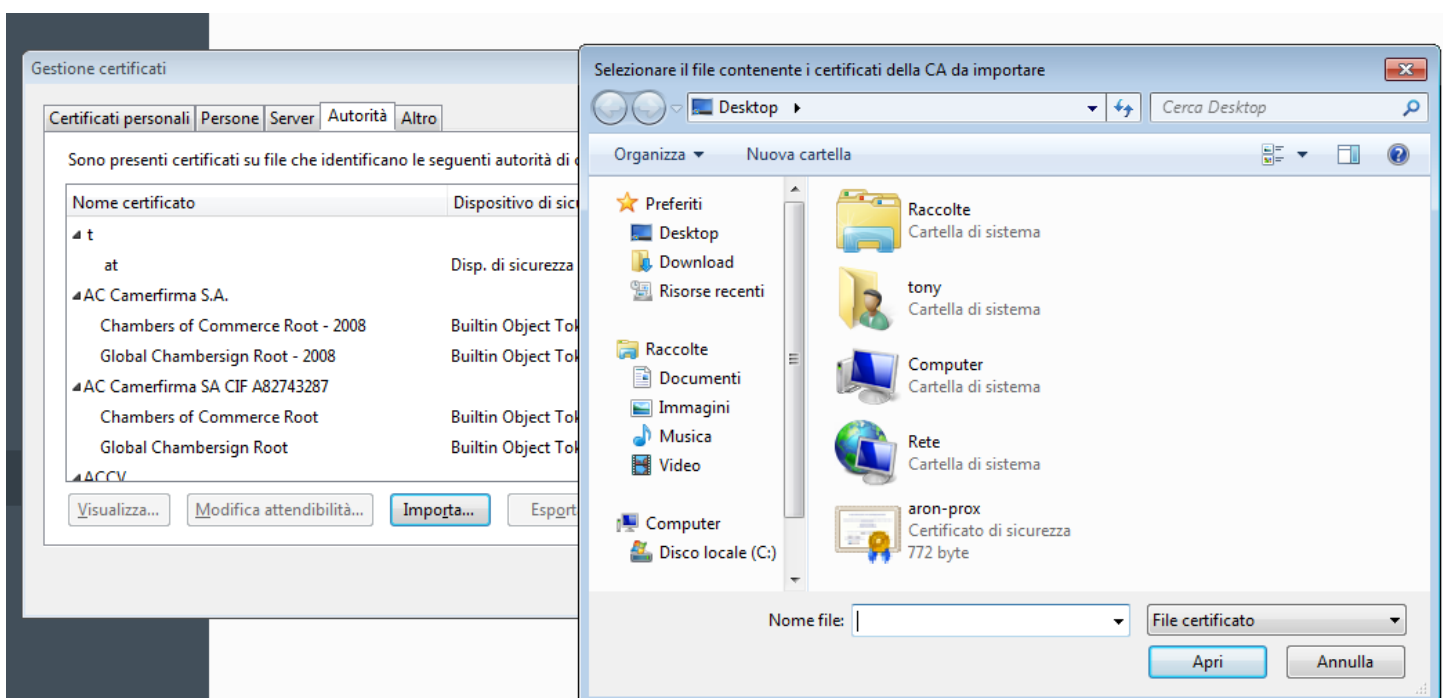 Gestione certificati
Certificati personali Persone Server Autorità Altro
Sono presenti certificati su file che identificano le seguenti autorità di
Nome certificato Dispositivo di sicu
t
at Disp. di sicurezza
AC Camerfirma S.A.
Chambers of Commerce Root - 2008 Builtin Object Tok
Global Chambersign Root - 2008 Builtin Object Tok
AC Camerfirma SA CIF A82743287
Chambers of Commerce Root Builtin Object Tok
Global Chambersign Root Builtin Object Tok
ACCV
Visualizza... Modifica attendibilità... Importa... Esport
Selezionare il file contenente i certificati della CA da importare
Desktop
Cerca Desktop
Organizza Nuova cartella
Preferiti
Desktop
Download
Risorse recenti
Raccolte
Documenti
Immagini
Musica
Video
Computer
Disco locale (C:)
Raccolte
Cartella di sistema
tony
Cartella di sistema
Computer
Cartella di sistema
Rete
Cartella di sistema
aron-prox
Certificato di sicurezza
772 byte
Nome file: File certificato
Apri Annulla